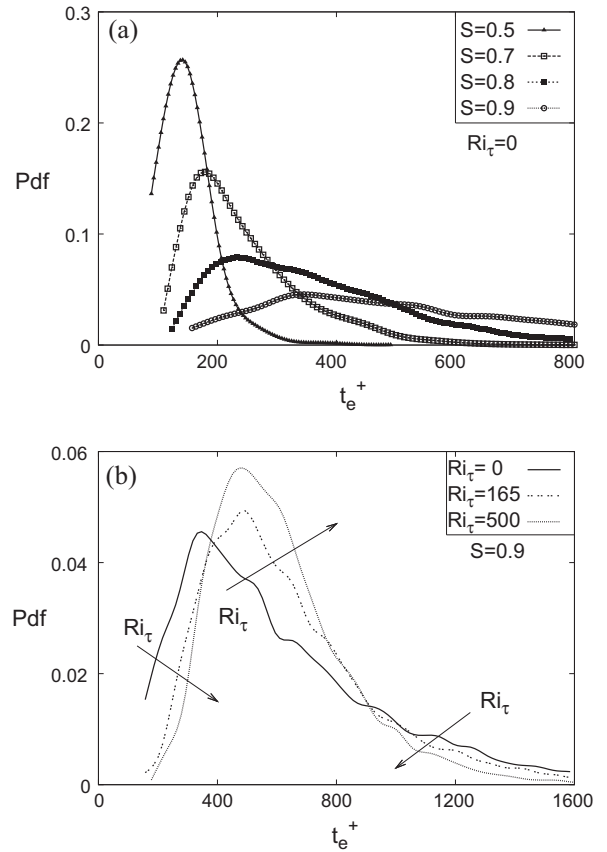 (a)
S=0.5
S=0.7
S=0.8
S=0.9
Ri_τ=0
0.3
0.2
0.1
0
Pdf
0 200 400 600 800
t_e^+
(b)
Ri_τ= 0
Ri_τ=165
Ri_τ=500
S=0.9
0.06
0.04
0.02
0
Pdf
Ri_τ
Ri_τ
Ri_τ
0 400 800 1200 1600
t_e^+